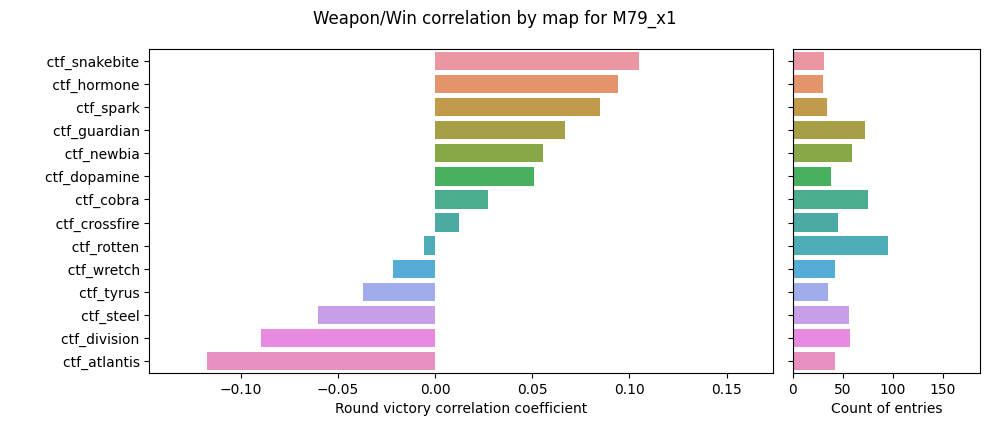 Weapon/Win correlation by map for M79_x1
ctf_snakebite
ctf_hormone
ctf_spark
ctf_guardian
ctf_newbia
ctf_dopamine
ctf_cobra
ctf_crossfire
ctf_rotten
ctf_wretch
ctf_tyrus
ctf_steel
ctf_division
ctf_atlantis
−0.10 −0.05 0.00 0.05 0.10 0.15
Round victory correlation coefficient
0 50 100 150
Count of entries